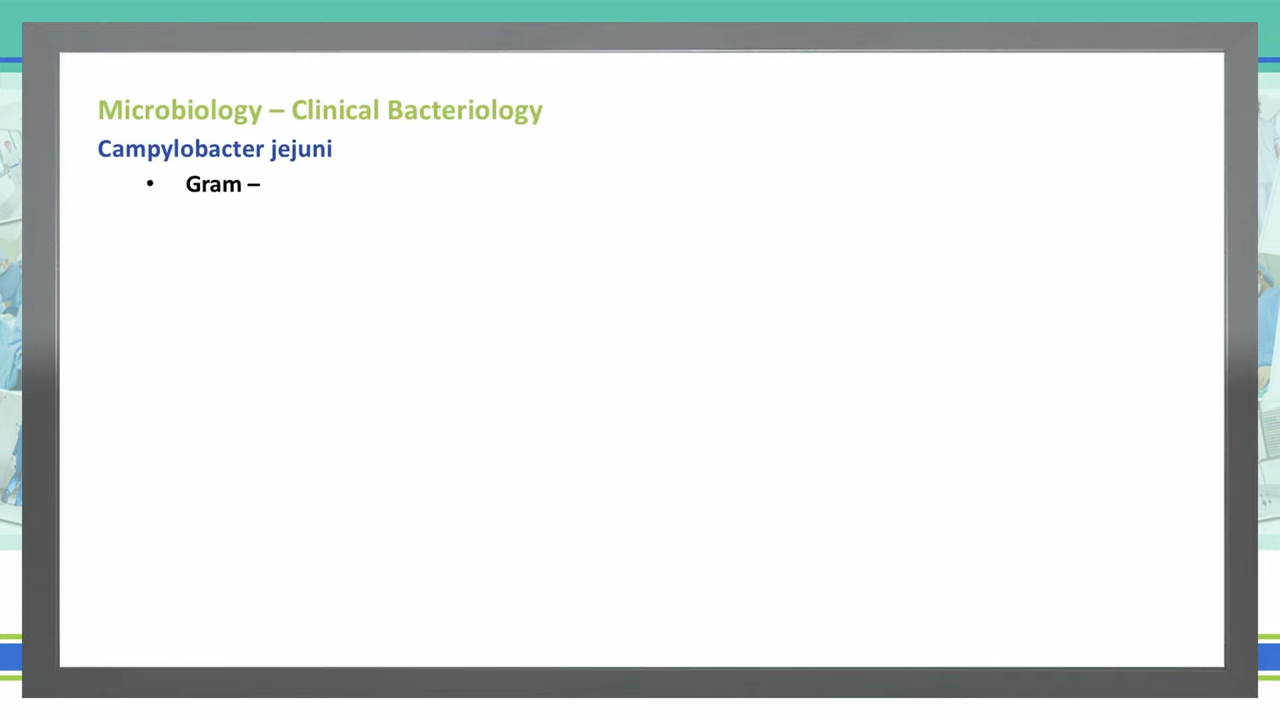 Microbiology – Clinical Bacteriology
Campylobacter jejuni
• Gram –